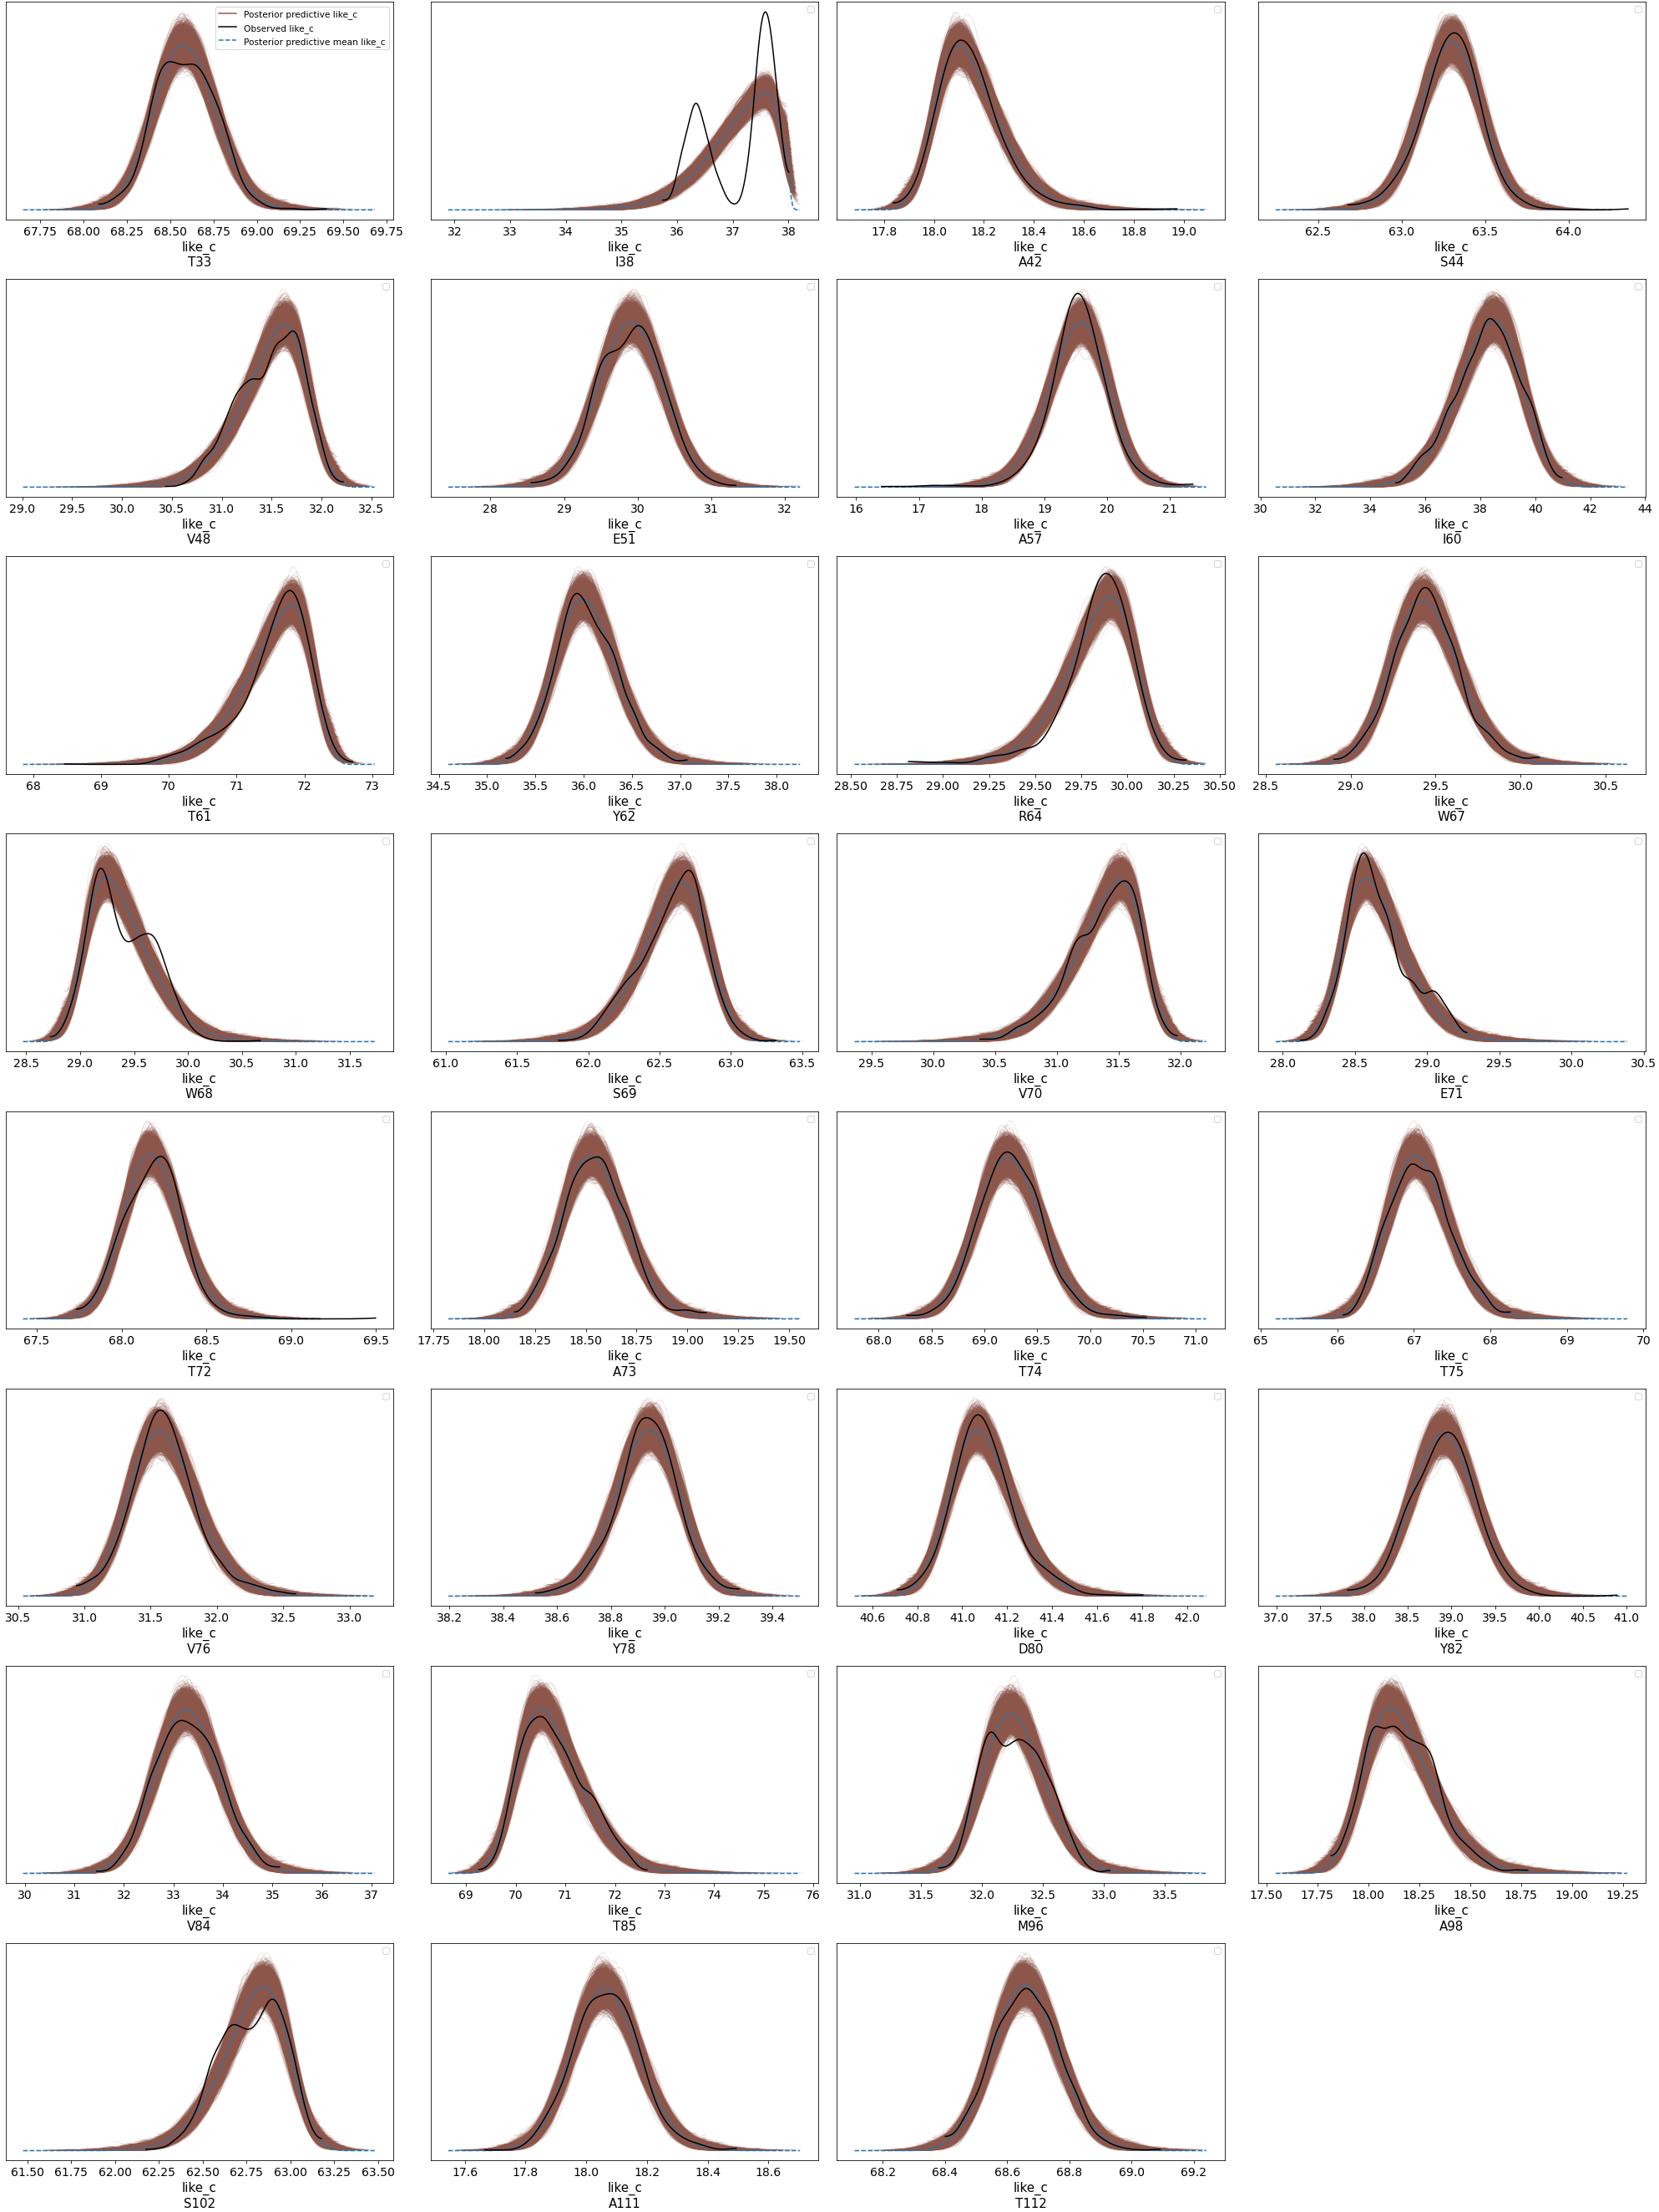 Posterior predictive like_c
Observed like_c
Posterior predictive mean like_c
67.75 68.00 68.25 68.50 68.75 69.00 69.25 69.50 69.75
like_c
T33
32 33 34 35 36 37 38
like_c
I38
17.8 18.0 18.2 18.4 18.6 18.8 19.0
like_c
A42
62.5 63.0 63.5 64.0
like_c
S44
29.0 29.5 30.0 30.5 31.0 31.5 32.0 32.5
like_c
V48
28 29 30 31 32
like_c
E51
16 17 18 19 20 21
like_c
A57
30 32 34 36 38 40 42 44
like_c
I60
68 69 70 71 72 73
like_c
T61
34.5 35.0 35.5 36.0 36.5 37.0 37.5 38.0
like_c
Y62
28.50 28.75 29.00 29.25 29.50 29.75 30.00 30.25 30.50
like_c
R64
28.5 29.0 29.5 30.0 30.5
like_c
W67
28.5 29.0 29.5 30.0 30.5 31.0 31.5
like_c
W68
61.0 61.5 62.0 62.5 63.0 63.5
like_c
S69
29.5 30.0 30.5 31.0 31.5 32.0
like_c
V70
28.0 28.5 29.0 29.5 30.0 30.5
like_c
E71
67.5 68.0 68.5 69.0 69.5
like_c
T72
17.75 18.00 18.25 18.50 18.75 19.00 19.25 19.50
like_c
A73
68.0 68.5 69.0 69.5 70.0 70.5 71.0
like_c
T74
65 66 67 68 69 70
like_c
T75
30.5 31.0 31.5 32.0 32.5 33.0
like_c
V76
38.2 38.4 38.6 38.8 39.0 39.2 39.4
like_c
Y78
40.6 40.8 41.0 41.2 41.4 41.6 41.8 42.0
like_c
D80
37.0 37.5 38.0 38.5 39.0 39.5 40.0 40.5 41.0
like_c
Y82
30 31 32 33 34 35 36 37
like_c
V84
69 70 71 72 73 74 75 76
like_c
T85
31.0 31.5 32.0 32.5 33.0 33.5
like_c
M96
17.50 17.75 18.00 18.25 18.50 18.75 19.00 19.25
like_c
A98
61.50 61.75 62.00 62.25 62.50 62.75 63.00 63.25 63.50
like_c
S102
17.6 17.8 18.0 18.2 18.4 18.6
like_c
A111
68.2 68.4 68.6 68.8 69.0 69.2
like_c
T112